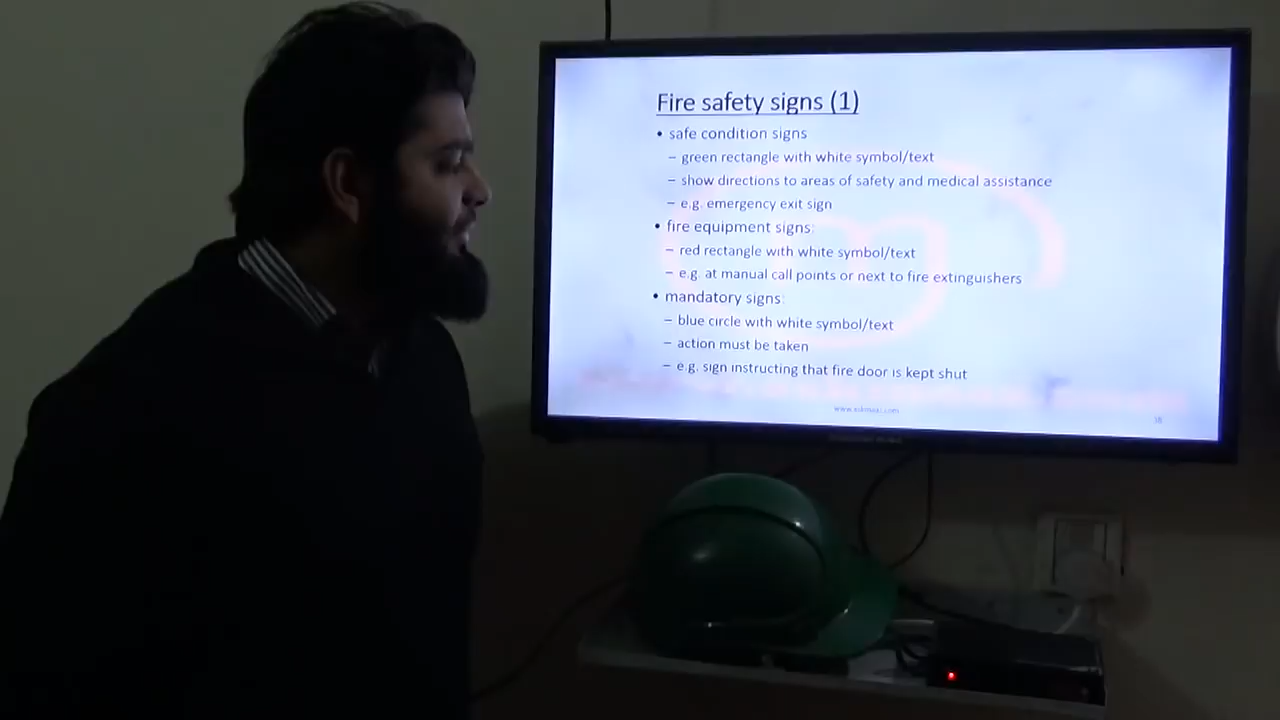 Fire safety signs (1)
• safe condition signs
– green rectangle with white symbol/text
– show directions to areas of safety and medical assistance
– e.g. emergency exit sign
• fire equipment signs:
– red rectangle with white symbol/text
– e.g. at manual call points or next to fire extinguishers
• mandatory signs:
– blue circle with white symbol/text
– action must be taken
– e.g. sign instructing that fire door is kept shut